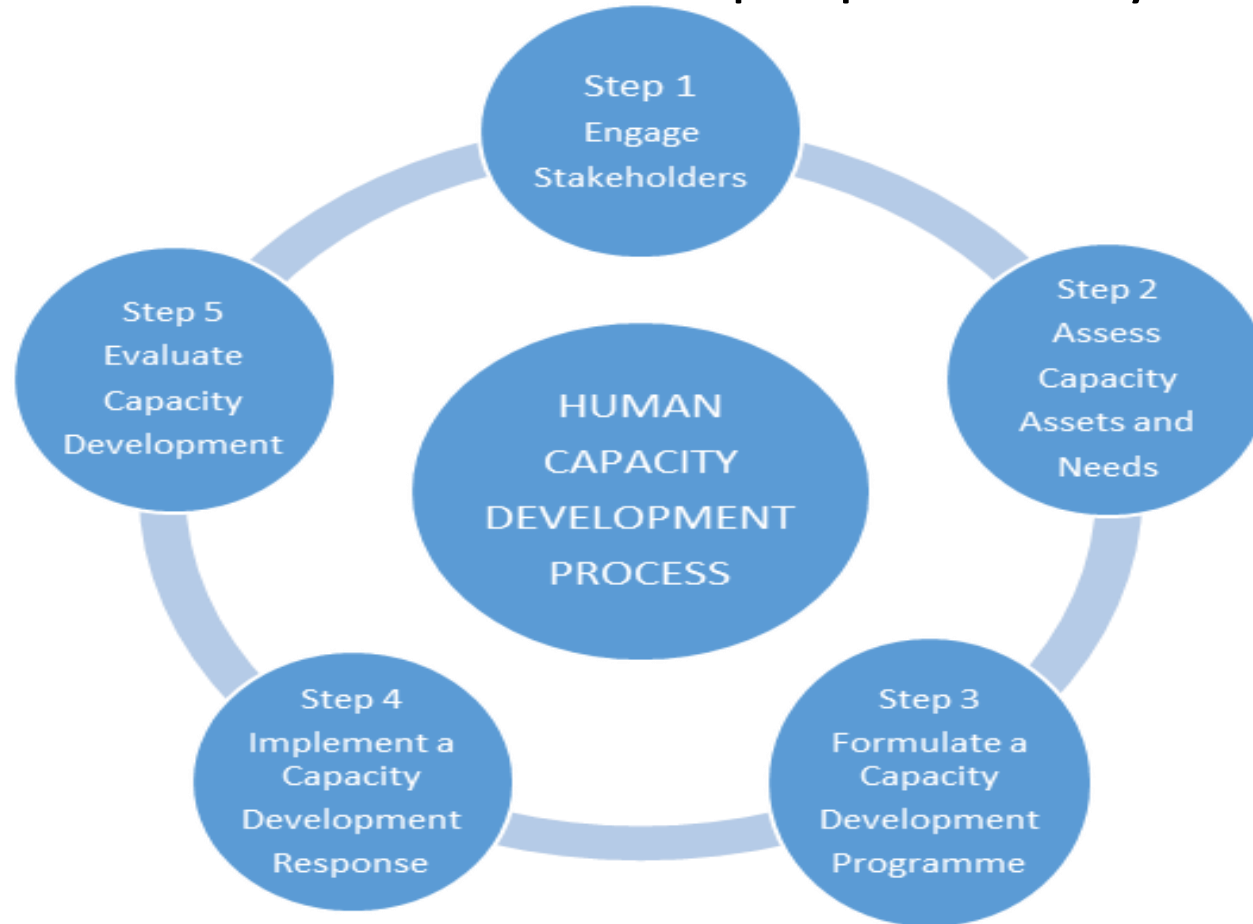 Step 1
Engage
Stakeholders
Step 2
Assess
Capacity
Assets and
Needs
Step 3
Formulate a
Capacity
Development
Programme
Step 4
Implement a
Capacity
Development
Response
Step 5
Evaluate
Capacity
Development
HUMAN
CAPACITY
DEVELOPMENT
PROCESS